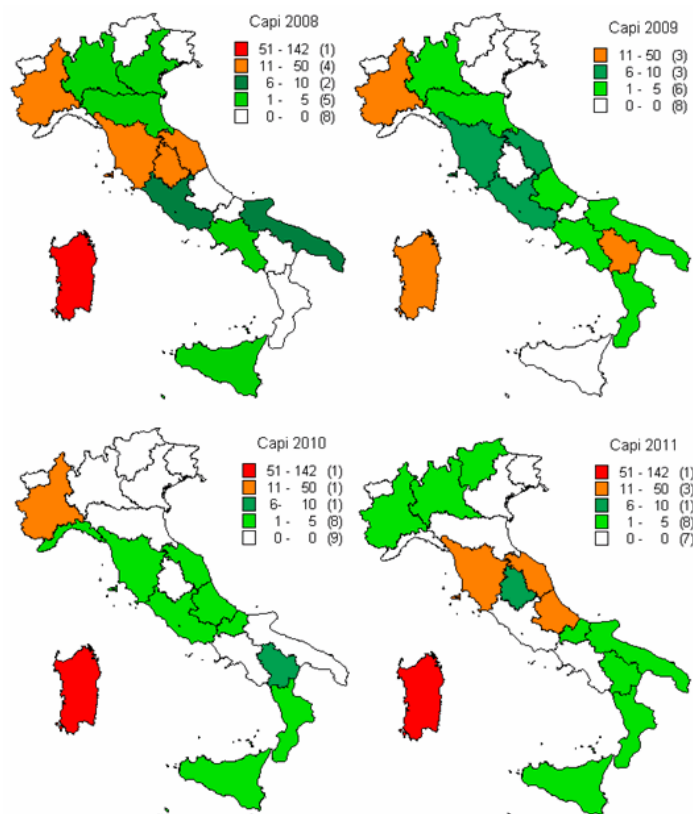 Capi 2008
51 - 142 (1)
11 - 50 (4)
6 - 10 (2)
1 - 5 (5)
0 - 0 (8)
Capi 2009
11 - 50 (3)
6 - 10 (3)
1 - 5 (6)
0 - 0 (8)
Capi 2010
51 - 142 (1)
11 - 50 (1)
6 - 10 (1)
1 - 5 (8)
0 - 0 (9)
Capi 2011
51 - 142 (1)
11 - 50 (3)
6 - 10 (1)
1 - 5 (8)
0 - 0 (7)